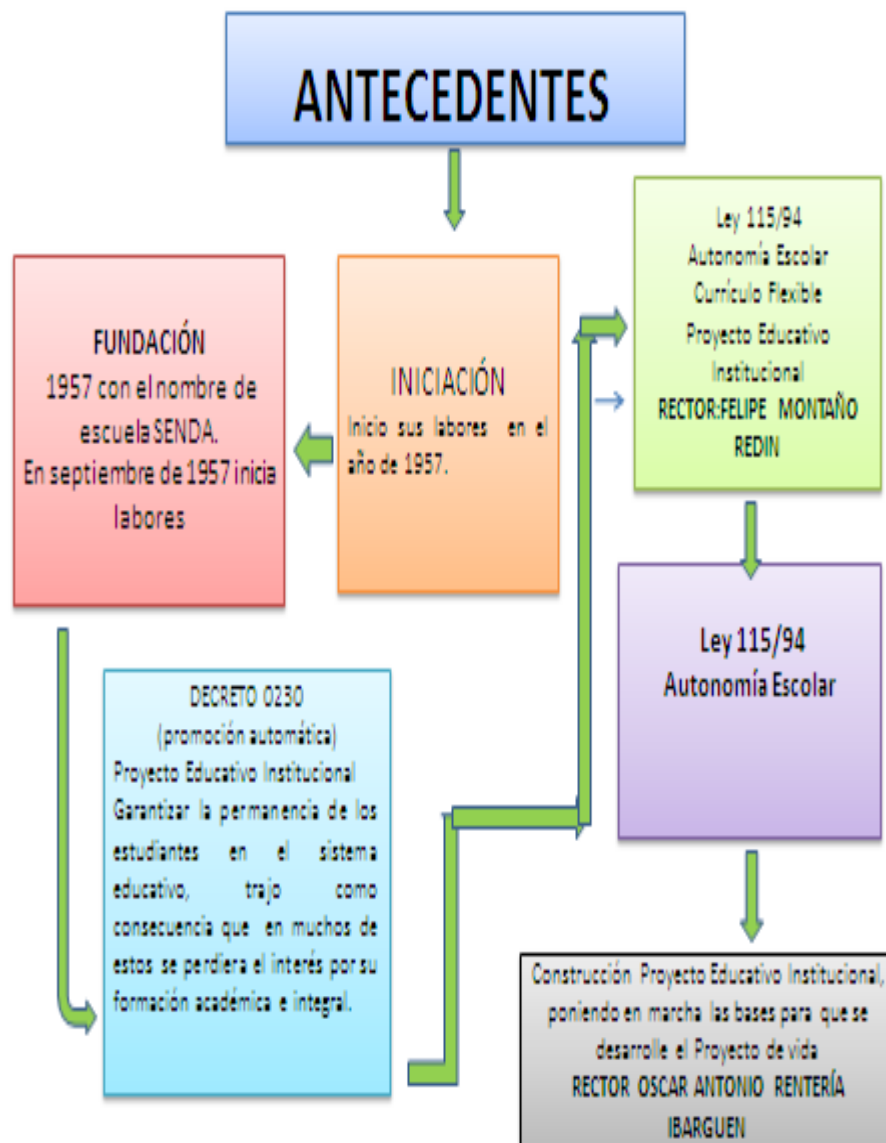 ANTECEDENTES
INICIACIÓN
Inicio sus labores en el
año de 1957.
FUNDACIÓN
1957 con el nombre de
escuela SENDA.
En septiembre de 1957 inicia
labores
DECRETO 0230
(promoción automática)
Proyecto Educativo Institucional
Garantizar la permanencia de los
estudiantes en el sistema
educativo, trajo como
consecuencia que en muchos de
estos se perdiera el interés por su
formación académica e integral.
Ley 115/94
Autonomía Escolar
Currículo Flexible
Proyecto Educativo
Institucional
RECTOR:FELIPE MONTAÑO
REDIN
Ley 115/94
Autonomía Escolar
Construcción Proyecto Educativo Institucional,
poniendo en marcha las bases para que se
desarrolle el Proyecto de vida
RECTOR OSCAR ANTONIO RENTERÍA
IBARGUEN